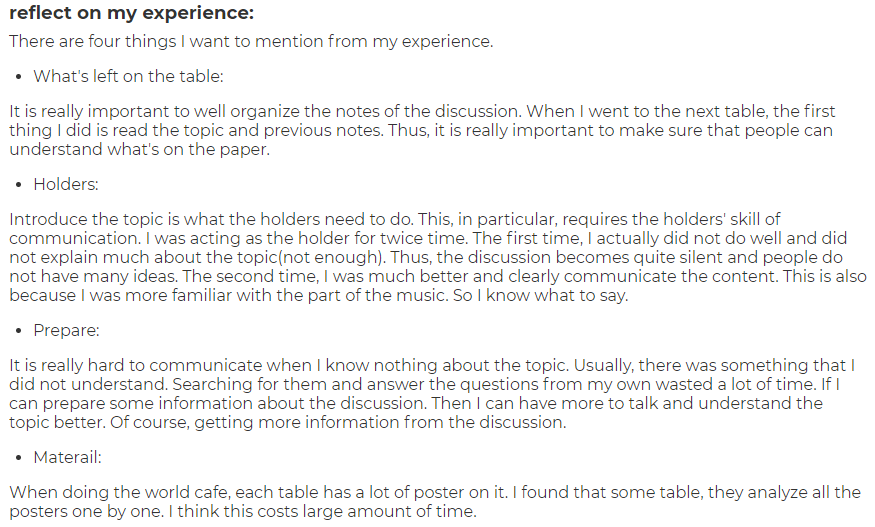 reflect on my experience:
There are four things I want to mention from my experience.
• What's left on the table:
It is really important to well organize the notes of the discussion. When I went to the next table, the first
thing I did is read the topic and previous notes. Thus, it is really important to make sure that people can
understand what's on the paper.
• Holders:
Introduce the topic is what the holders need to do. This, in particular, requires the holders' skill of
communication. I was acting as the holder for twice time. The first time, I actually did not do well and did
not explain much about the topic(not enough). Thus, the discussion becomes quite silent and people do
not have many ideas. The second time, I was much better and clearly communicate the content. This is also
because I was more familiar with the part of the music. So I know what to say.
• Prepare:
It is really hard to communicate when I know nothing about the topic. Usually, there was something that I
did not understand. Searching for them and answer the questions from my own wasted a lot of time. If I
can prepare some information about the discussion. Then I can have more to talk and understand the
topic better. Of course, getting more information from the discussion.
• Materail:
When doing the world cafe, each table has a lot of poster on it. I found that some table, they analyze all the
posters one by one. I think this costs large amount of time.